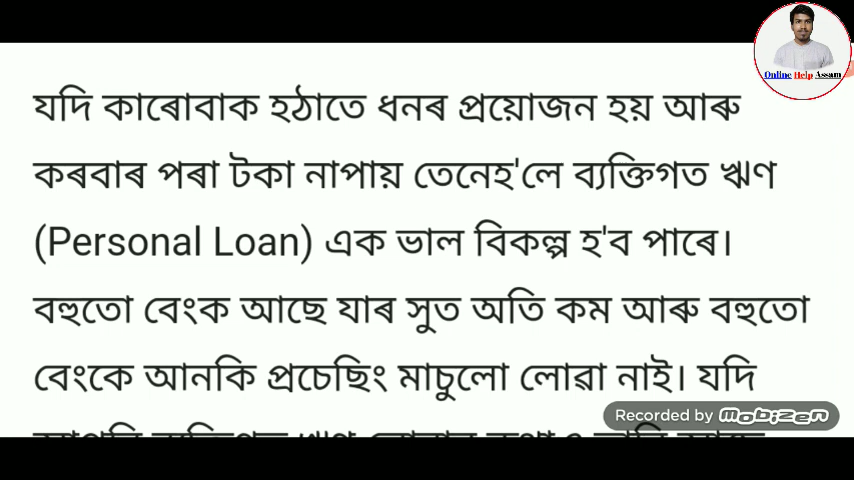 Online Help Assam
যদি কাৰোবাক হঠাতে ধনৰ প্ৰয়োজন হয় আৰু
কৰবাৰ পৰা টকা নাপায় তেনেহ'লে ব্যক্তিগত ঋণ
(Personal Loan) এক ভাল বিকল্প হ'ব পাৰে।
বহুতো বেংক আছে যাৰ সুত অতি কম আৰু বহুতো
বেংকে আনকি প্ৰচেছিং মাচুলো লোৱা নাই। যদি
Recorded by MOBIZEN